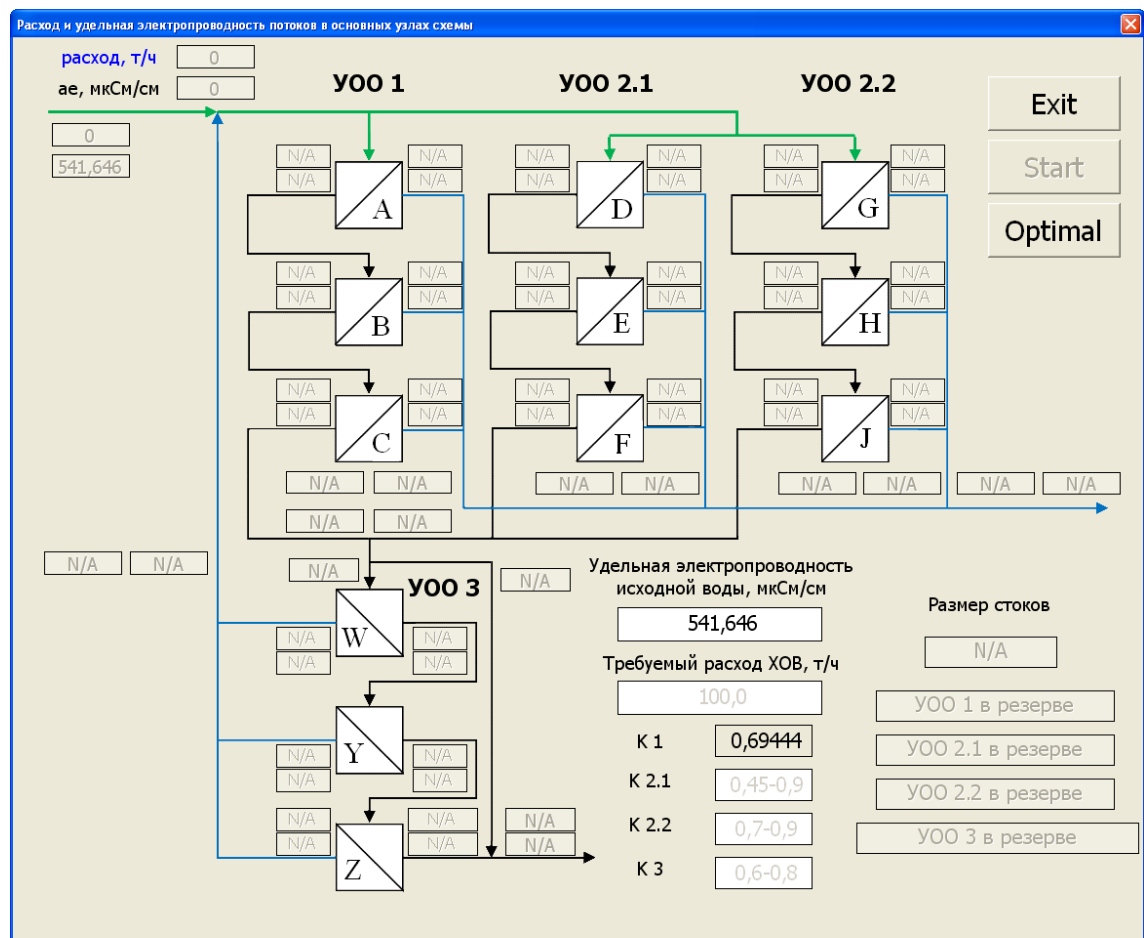 Расход и удельная электропроводность потоков в основных узлах схемы
расход, т/ч 0
ае, мкСм/см 0
УОО 1 УОО 2.1 УОО 2.2
Exit
0
541,646
Start
N/A N/A N/A N/A N/A N/A
N/A N/A N/A N/A N/A N/A
A D G
Optimal
N/A N/A N/A N/A N/A N/A
N/A N/A N/A N/A N/A N/A
B E H
N/A N/A N/A N/A N/A N/A
N/A N/A N/A N/A N/A N/A
C F J
N/A N/A N/A N/A N/A N/A N/A N/A
N/A N/A
N/A N/A
N/A
УОО 3
N/A
W
N/A N/A
N/A N/A
Y
N/A N/A
N/A N/A
Z
N/A N/A N/A
N/A N/A N/A
Удельная электропроводность
исходной воды, мкСм/см
541,646
Требуемый расход ХОВ, т/ч
100,0
К 1 0,69444
К 2.1 0,45-0,9
К 2.2 0,7-0,9
К 3 0,6-0,8
Размер стоков
N/A
УОО 1 в резерве
УОО 2.1 в резерве
УОО 2.2 в резерве
УОО 3 в резерве